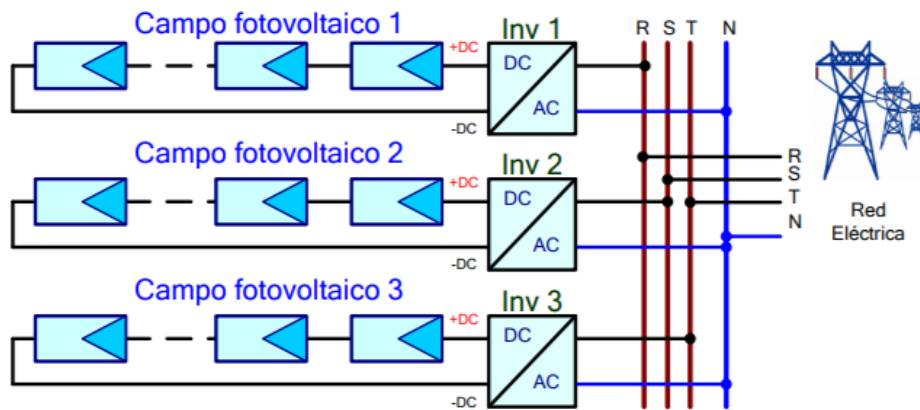 Campo fotovoltaico 1
Inv 1
R S T N
+DC
DC
AC
-DC
Campo fotovoltaico 2
Inv 2
+DC
DC
AC
-DC
R
S
T
N
Red
Eléctrica
Campo fotovoltaico 3
Inv 3
+DC
DC
AC
-DC